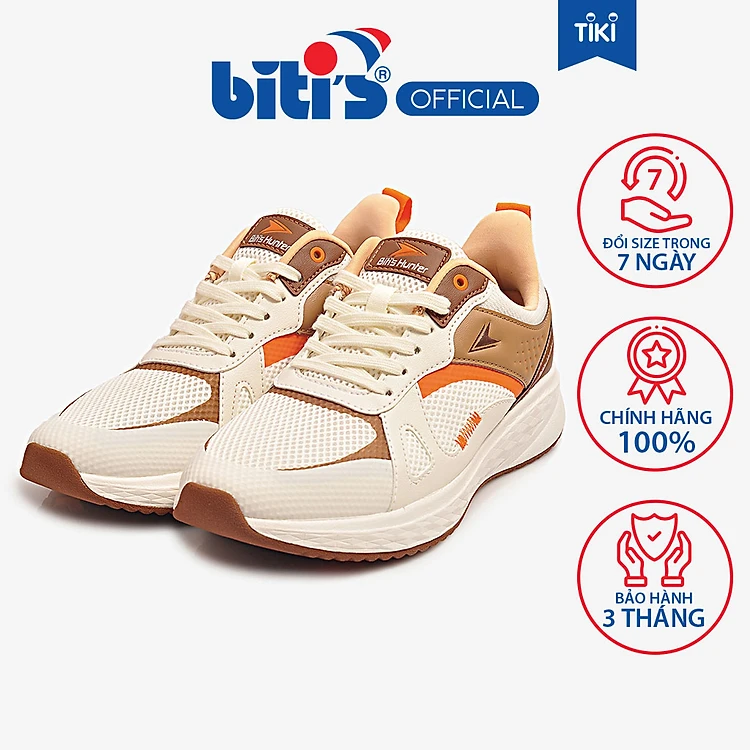 TiKi
biti's®
OFFICIAL
7
ĐỔI SIZE TRONG
7 NGÀY
Biti's Hunter
Biti's Hunter
CHÍNH HÃNG
100%
BẢO HÀNH
3 THÁNG